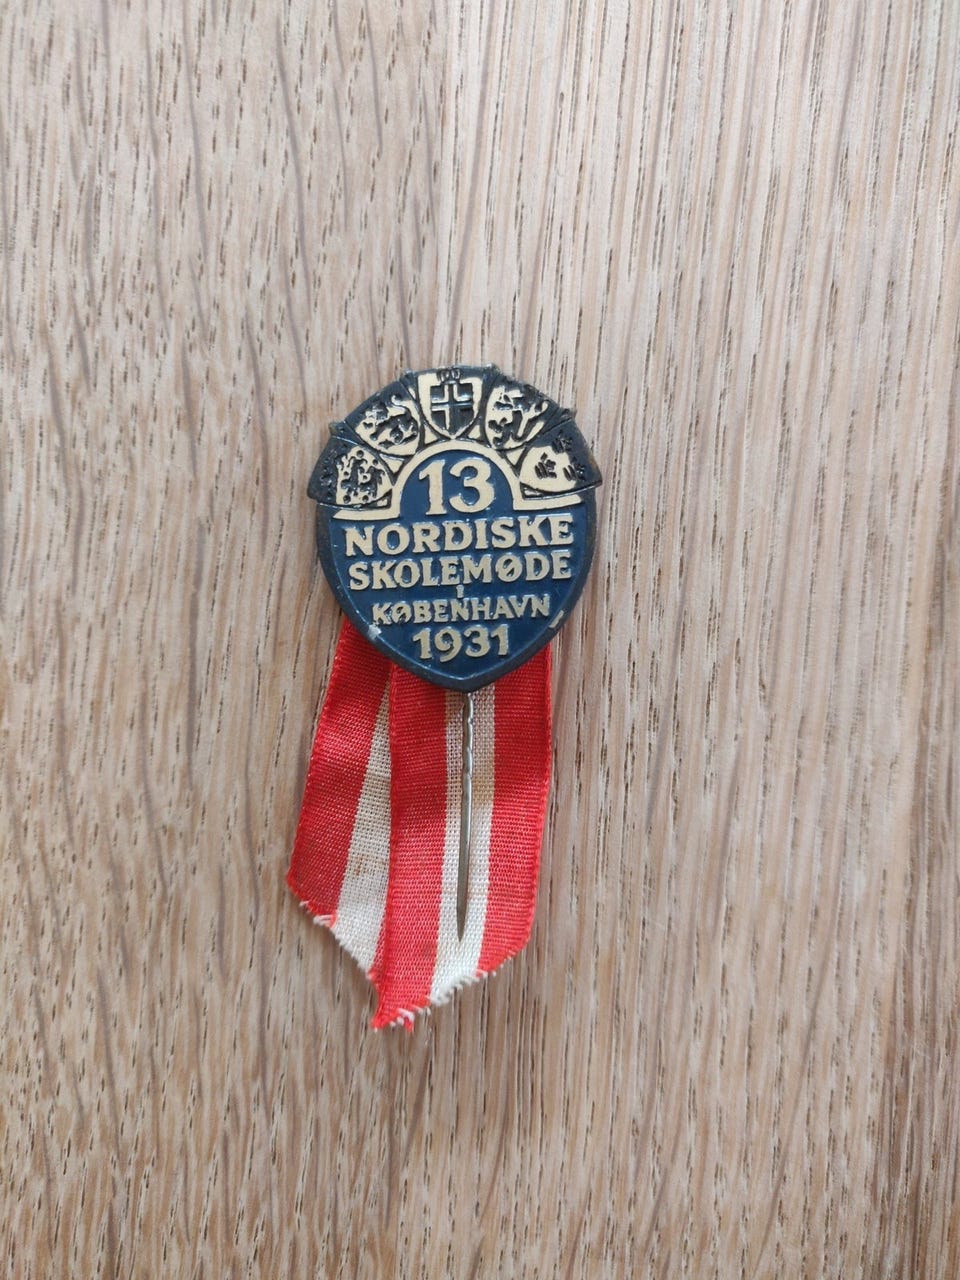 13
NORDISKE
SKOLEMØDE
I
KØBENHAVN
1931